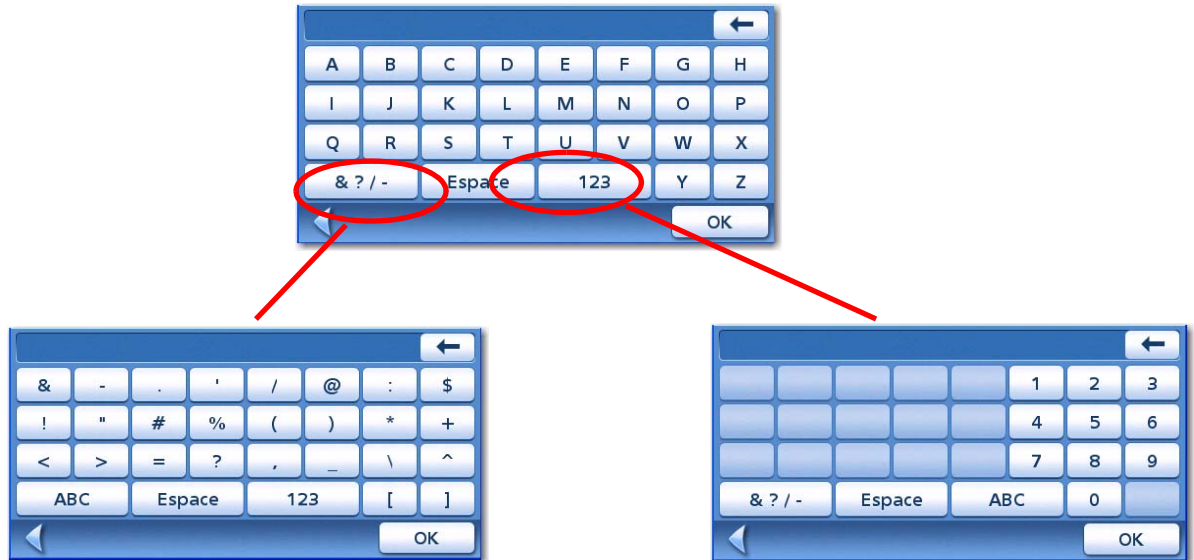 A B C D E F G H
I J K L M N O P
Q R S T U V W X
& ? / - Espace 123 Y Z
OK
& - . ' / @ : $
! " # % ( ) * +
< > = ? , _ \ ^
ABC Espace 123 [ ]
OK
1 2 3
4 5 6
7 8 9
& ? / - Espace ABC 0
OK